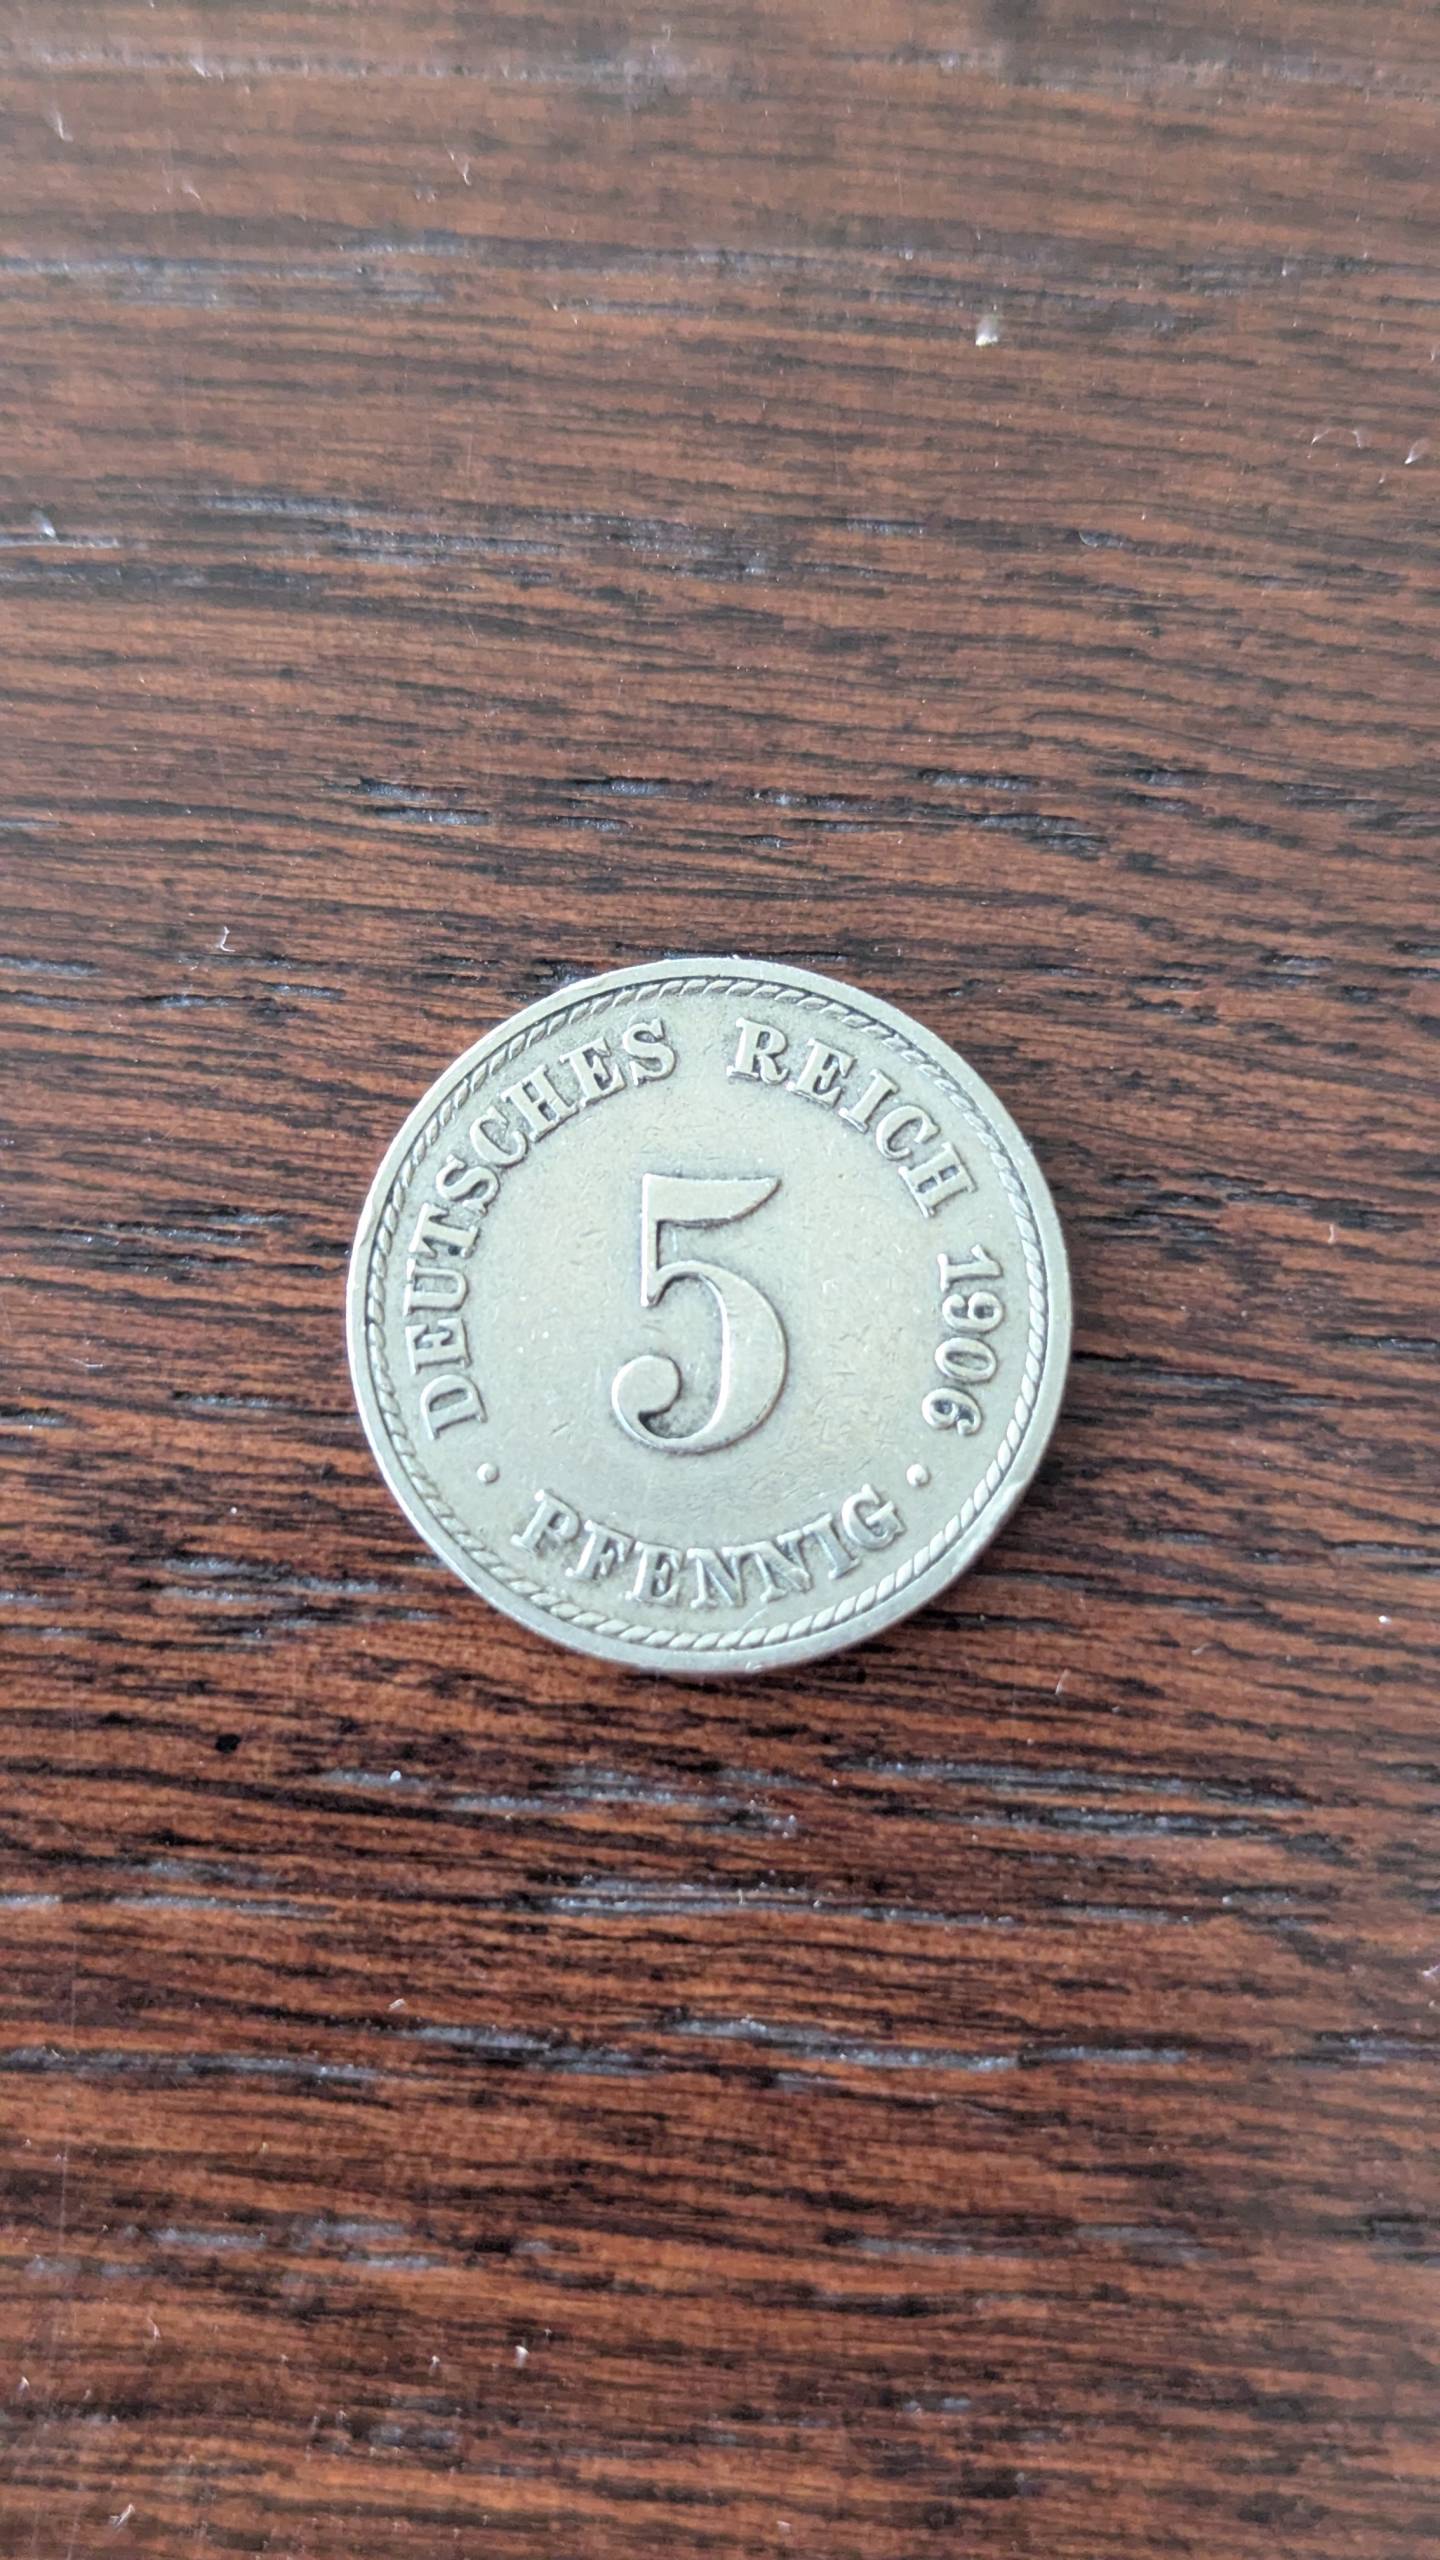 DEUTSCHES REICH 1906
5
· PFENNIG ·